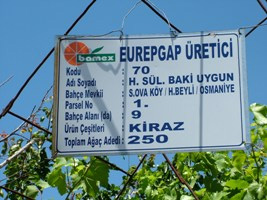 bamex EUREPGAP ÜRETİCİ
Kodu : 70
Adı Soyadı : H. SÜL. BAKİ UYGUN
Bahçe Mevkii : S.OVA KÖY / H.BEYLİ / OSMANİYE
Parsel No : 1-
Bahçe Alanı (da) : 9
Ürün Çeşitleri : KİRAZ
Toplam Ağaç Adedi : 250